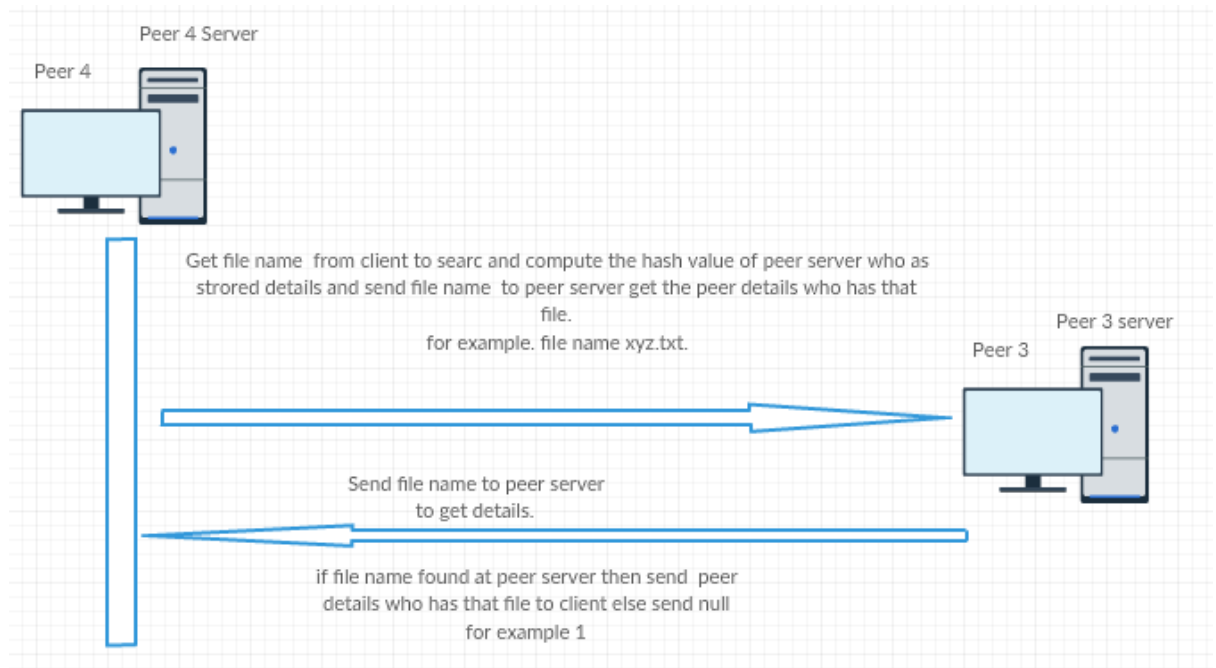 Peer 4 Server
Peer 4
Get file name from client to searc and compute the hash value of peer server who as
strored details and send file name to peer server get the peer details who has that
file.
for example. file name xyz.txt.
Peer 3 server
Peer 3
Send file name to peer server
to get details.
if file name found at peer server then send peer
details who has that file to client else send null
for example 1